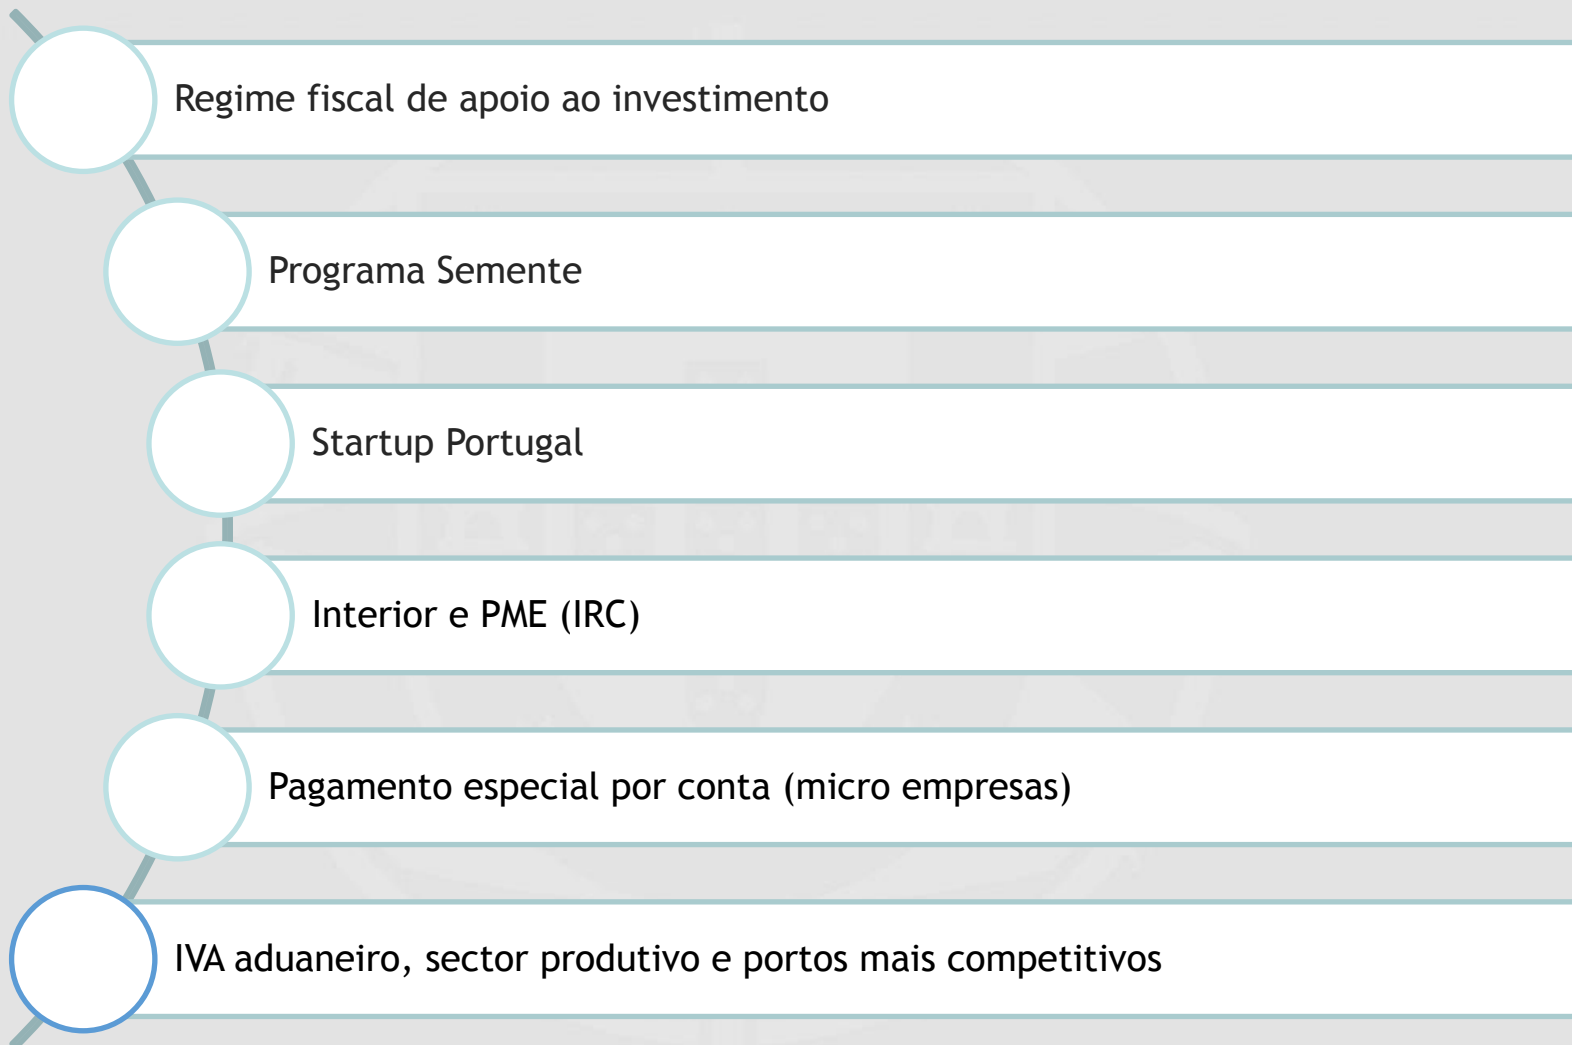 Regime fiscal de apoio ao investimento
Programa Semente
Startup Portugal
Interior e PME (IRC)
Pagamento especial por conta (micro empresas)
IVA aduaneiro, sector produtivo e portos mais competitivos